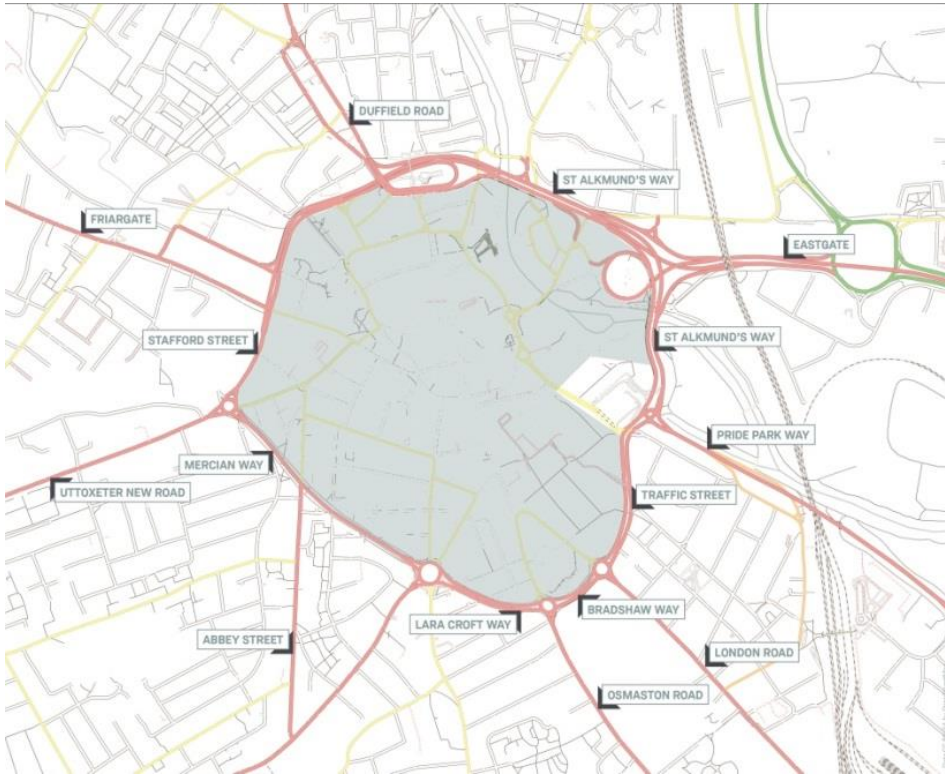 DUFFIELD ROAD
ST ALKMUND'S WAY
FRIARGATE
EASTGATE
STAFFORD STREET
ST ALKMUND'S WAY
PRIDE PARK WAY
MERCIAN WAY
UTTOXETER NEW ROAD
TRAFFIC STREET
BRADSHAW WAY
LARA CROFT WAY
ABBEY STREET
LONDON ROAD
OSMASTON ROAD